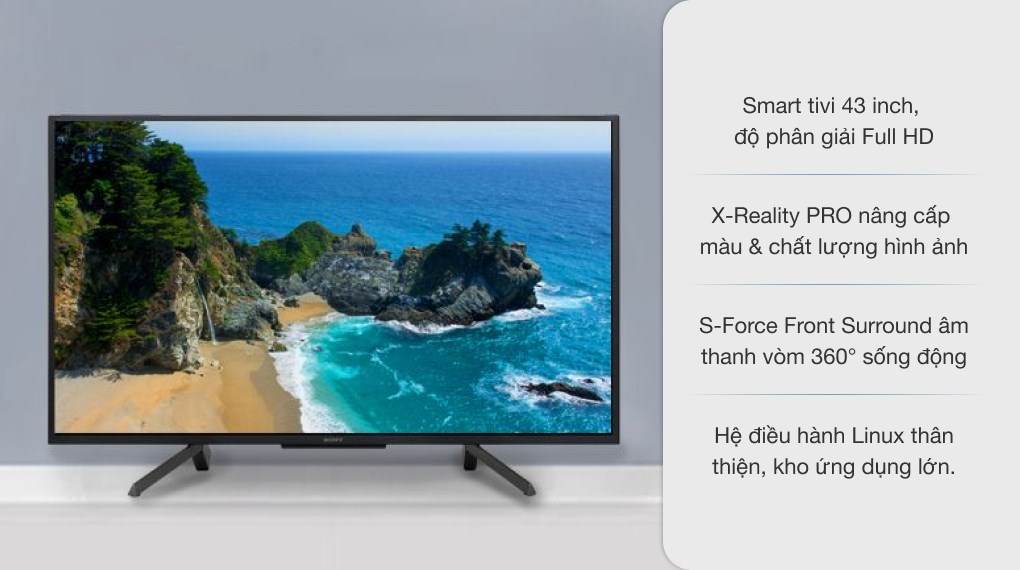 Smart tivi 43 inch,
độ phân giải Full HD
X-Reality PRO nâng cấp
màu & chất lượng hình ảnh
S-Force Front Surround âm
thanh vòm 360° sống động
Hệ điều hành Linux thân
thiện, kho ứng dụng lớn.
SONY